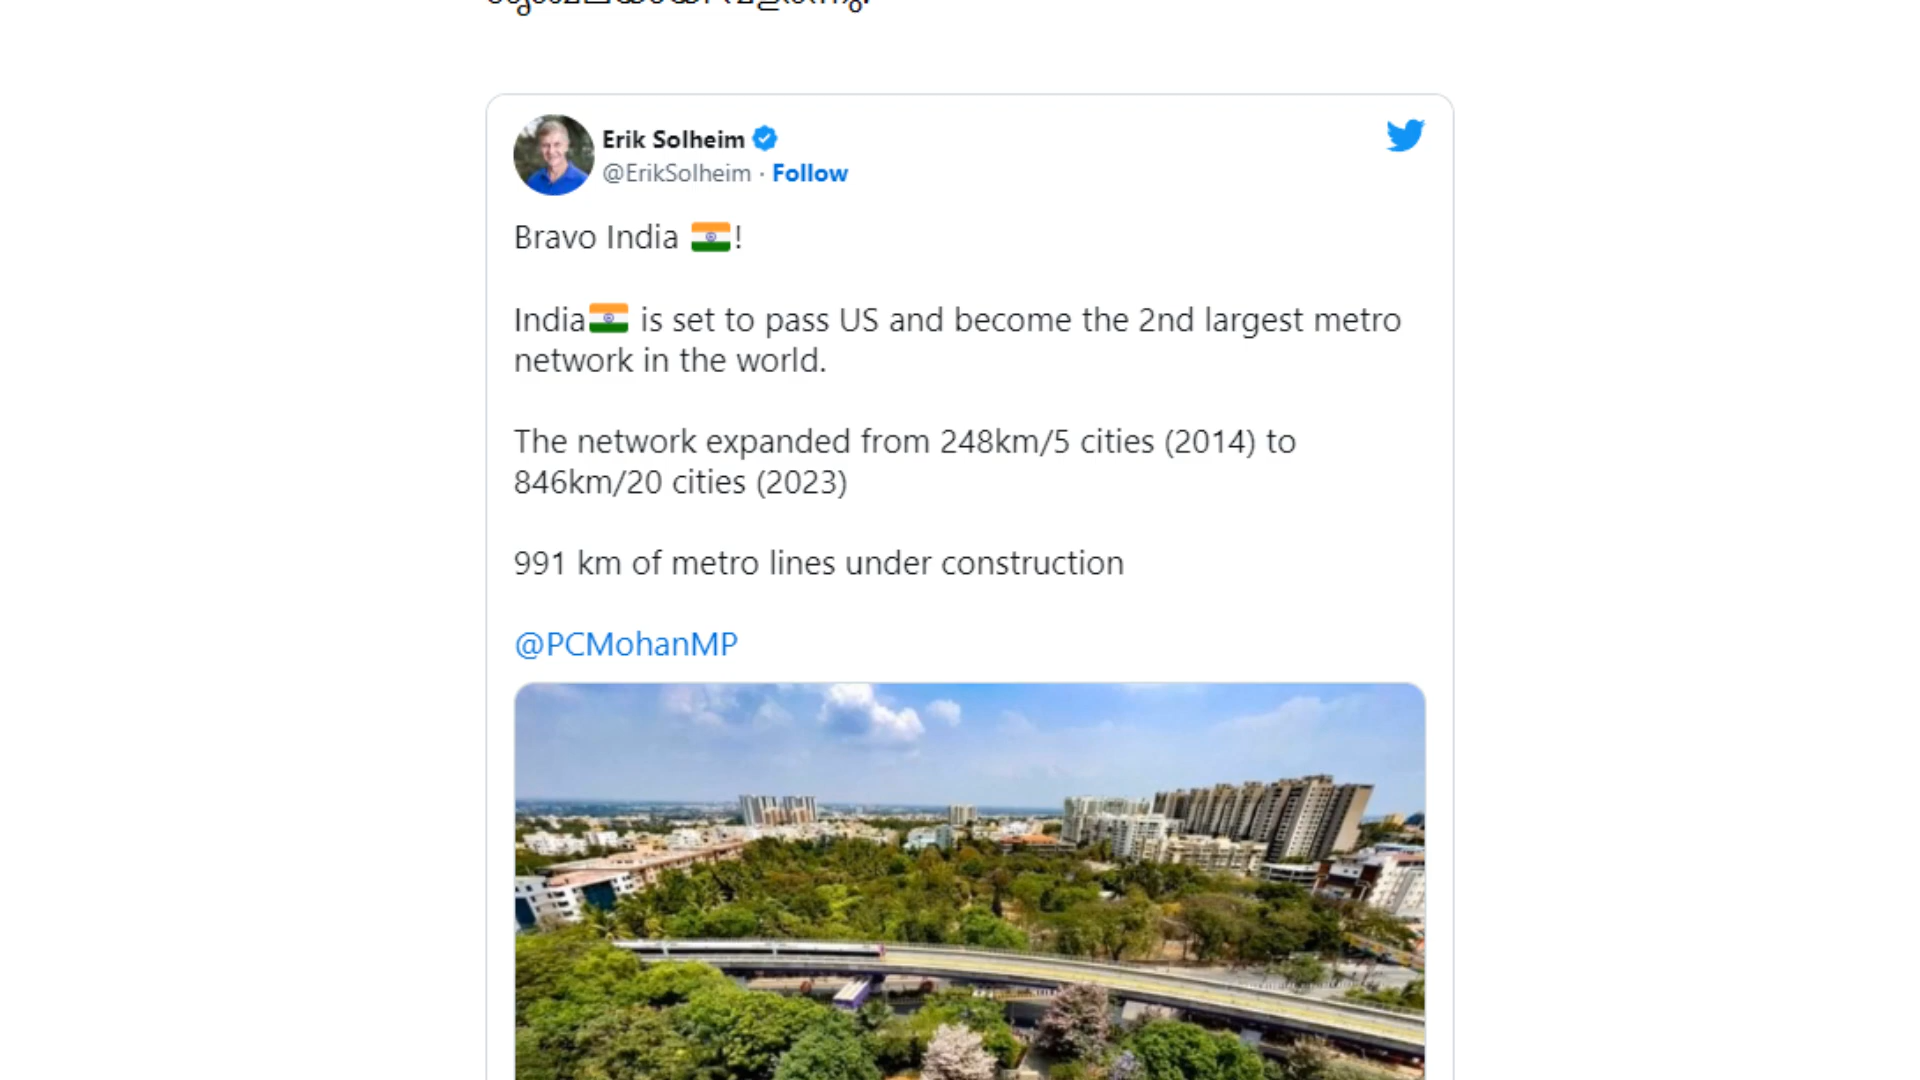 Erik Solheim
@ErikSolheim · Follow
Bravo India 🇮🇳!
India🇮🇳 is set to pass US and become the 2nd largest metro
network in the world.
The network expanded from 248km/5 cities (2014) to
846km/20 cities (2023)
991 km of metro lines under construction
@PCMohanMP